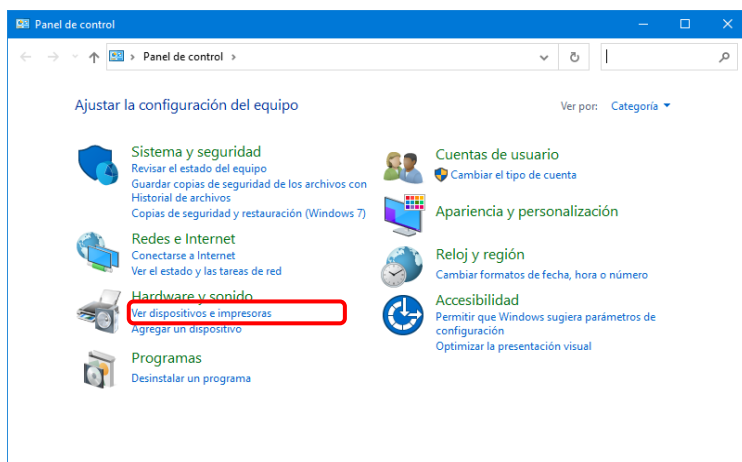 Panel de control
Panel de control
Ajustar la configuración del equipo
Ver por: Categoría
Sistema y seguridad
Revisar el estado del equipo
Guardar copias de seguridad de los archivos con
Historial de archivos
Copias de seguridad y restauración (Windows 7)
Redes e Internet
Conectarse a Internet
Ver el estado y las tareas de red
Hardware y sonido
Ver dispositivos e impresoras
Agregar un dispositivo
Programas
Desinstalar un programa
Cuentas de usuario
Cambiar el tipo de cuenta
Apariencia y personalización
Reloj y región
Cambiar formatos de fecha, hora o número
Accesibilidad
Permitir que Windows sugiera parámetros de
configuración
Optimizar la presentación visual